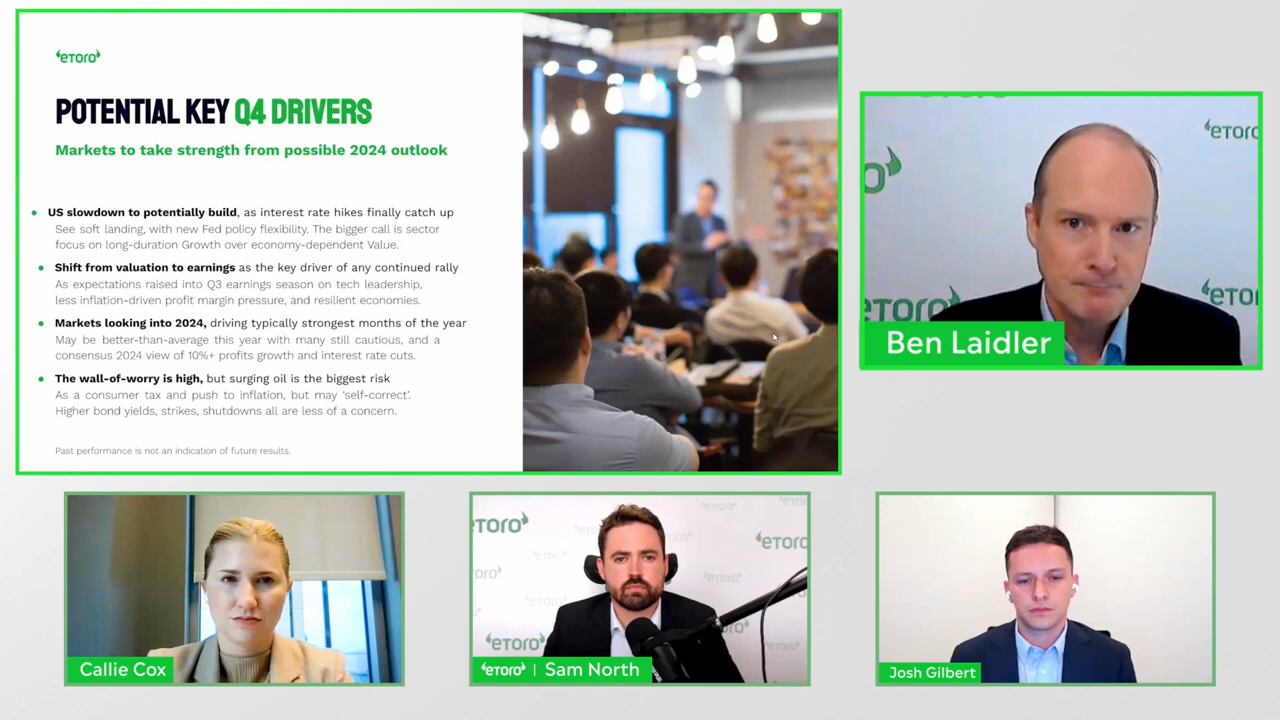 eTORO
POTENTIAL KEY Q4 DRIVERS
Markets to take strength from possible 2024 outlook
• US slowdown to potentially build, as interest rate hikes finally catch up
See soft landing, with new Fed policy flexibility. The bigger call is sector
focus on long-duration Growth over economy-dependent Value.
• Shift from valuation to earnings as the key driver of any continued rally
As expectations raised into Q3 earnings season on tech leadership,
less inflation-driven profit margin pressure, and resilient economies.
• Markets looking into 2024, driving typically strongest months of the year
May be better-than-average this year with many still cautious, and a
consensus 2024 view of 10%+ profits growth and interest rate cuts.
• The wall-of-worry is high, but surging oil is the biggest risk
As a consumer tax and push to inflation, but may ‘self-correct’.
Higher bond yields, strikes, shutdowns all are less of a concern.
Past performance is not an indication of future results.
eTORO
eTORO
Ben Laidler
Callie Cox
eTORO
eTORO
eTORO
eTORO
eTORO
eTORO
eTORO | Sam North
Josh Gilbert